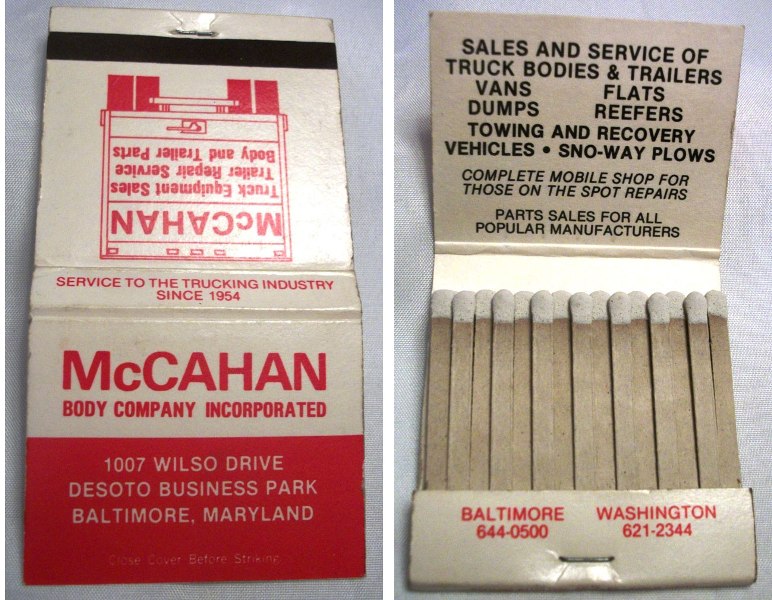 McCAHAN
Truck Equipment Sales
Trailer Repair Service
Body and Trailer Parts
SERVICE TO THE TRUCKING INDUSTRY
SINCE 1954
McCAHAN
BODY COMPANY INCORPORATED
1007 WILSO DRIVE
DESOTO BUSINESS PARK
BALTIMORE, MARYLAND
Close Cover Before Striking
SALES AND SERVICE OF
TRUCK BODIES & TRAILERS
VANS FLATS
DUMPS REEFERS
TOWING AND RECOVERY
VEHICLES • SNO-WAY PLOWS
COMPLETE MOBILE SHOP FOR
THOSE ON THE SPOT REPAIRS
PARTS SALES FOR ALL
POPULAR MANUFACTURERS
BALTIMORE WASHINGTON
644-0500 621-2344